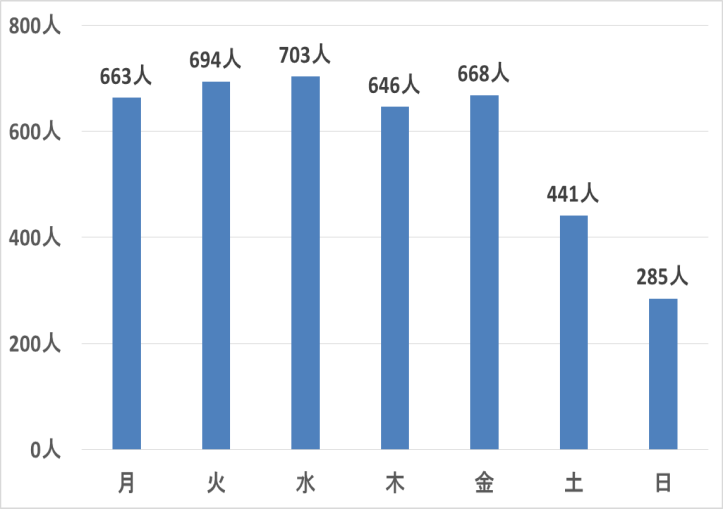 800人
600人
400人
200人
0人
663人
694人
703人
646人
668人
441人
285人
月 火 水 木 金 土 日